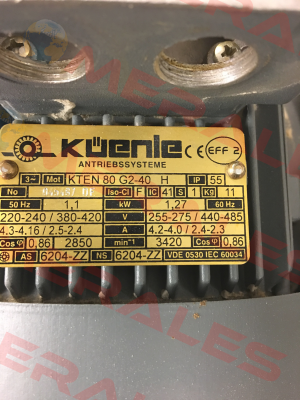 KÜENLE CE EFF 2
ANTRIEBSSYSTEME
3~ Mot KTEN 80 G2-40 H IP 55
No Iso-Cl F IC 41 S 1 Kg 11
50 Hz 1,1 kW 1,27 60 Hz
220-240 / 380-420 V 255-275 / 440-485
4.3-4.16 / 2.5-2.4 A 4.2-4.0 / 2.4-2.3
Cos φ 0,86 2850 min⁻¹ 3420 Cos φ 0,86
AS 6204-ZZ NS 6204-ZZ VDE 0530 IEC 60034